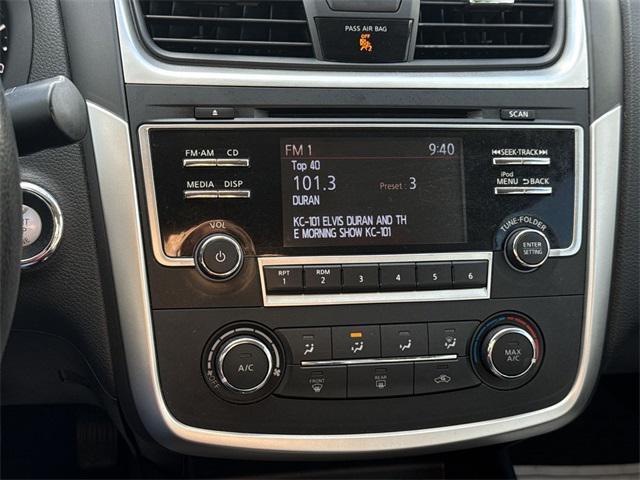 PASS AIR BAG
OFF
SCAN
FM 1 9:40
Top 40
101.3 Preset : 3
DURAN
KC-101 ELVIS DURAN AND TH
E MORNING SHOW KC-101
FM·AM CD
MEDIA DISP
VOL
SEEK·TRACK
iPod
MENU BACK
TUNE·FOLDER
ENTER
SETTING
RPT 1
RDM 2
3
4
5
6
A/C
OFF
FRONT
REAR
MAX
A/C